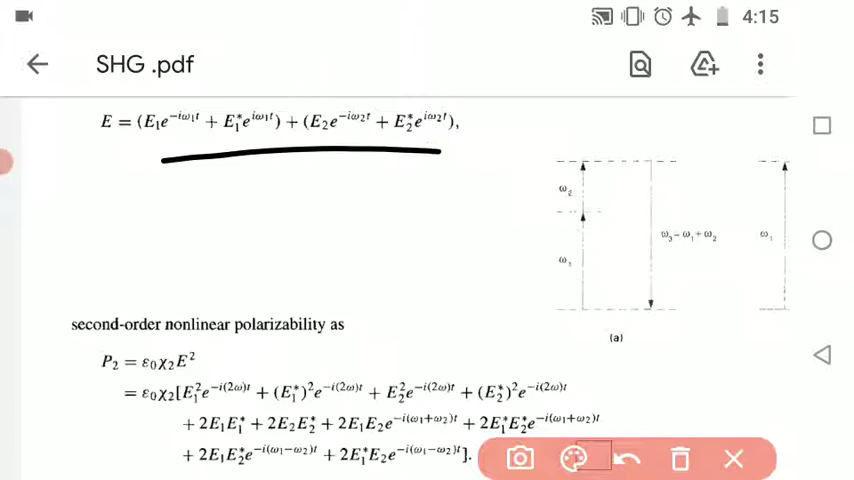 4:15
SHG .pdf
E = (E₁e^{-iω₁t} + E₁*e^{iω₁t}) + (E₂e^{-iω₂t} + E₂*e^{iω₂t}),
ω₂
ω₃ – ω₁ + ω₂
ω₁
ω₁
second-order nonlinear polarizability as
(a)
P₂ = ε₀χ₂E²
= ε₀χ₂[E₁²e^{-i(2ω)t} + (E₁*)²e^{-i(2ω)t} + E₂²e^{-i(2ω)t} + (E₂*)²e^{-i(2ω)t}
+ 2E₁E₁* + 2E₂E₂* + 2E₁E₂e^{-i(ω₁+ω₂)t} + 2E₁*E₂*e^{-i(ω₁+ω₂)t}
+ 2E₁E₂*e^{-i(ω₁-ω₂)t} + 2E₁*E₂e^{-i(ω₁-ω₂)t}].